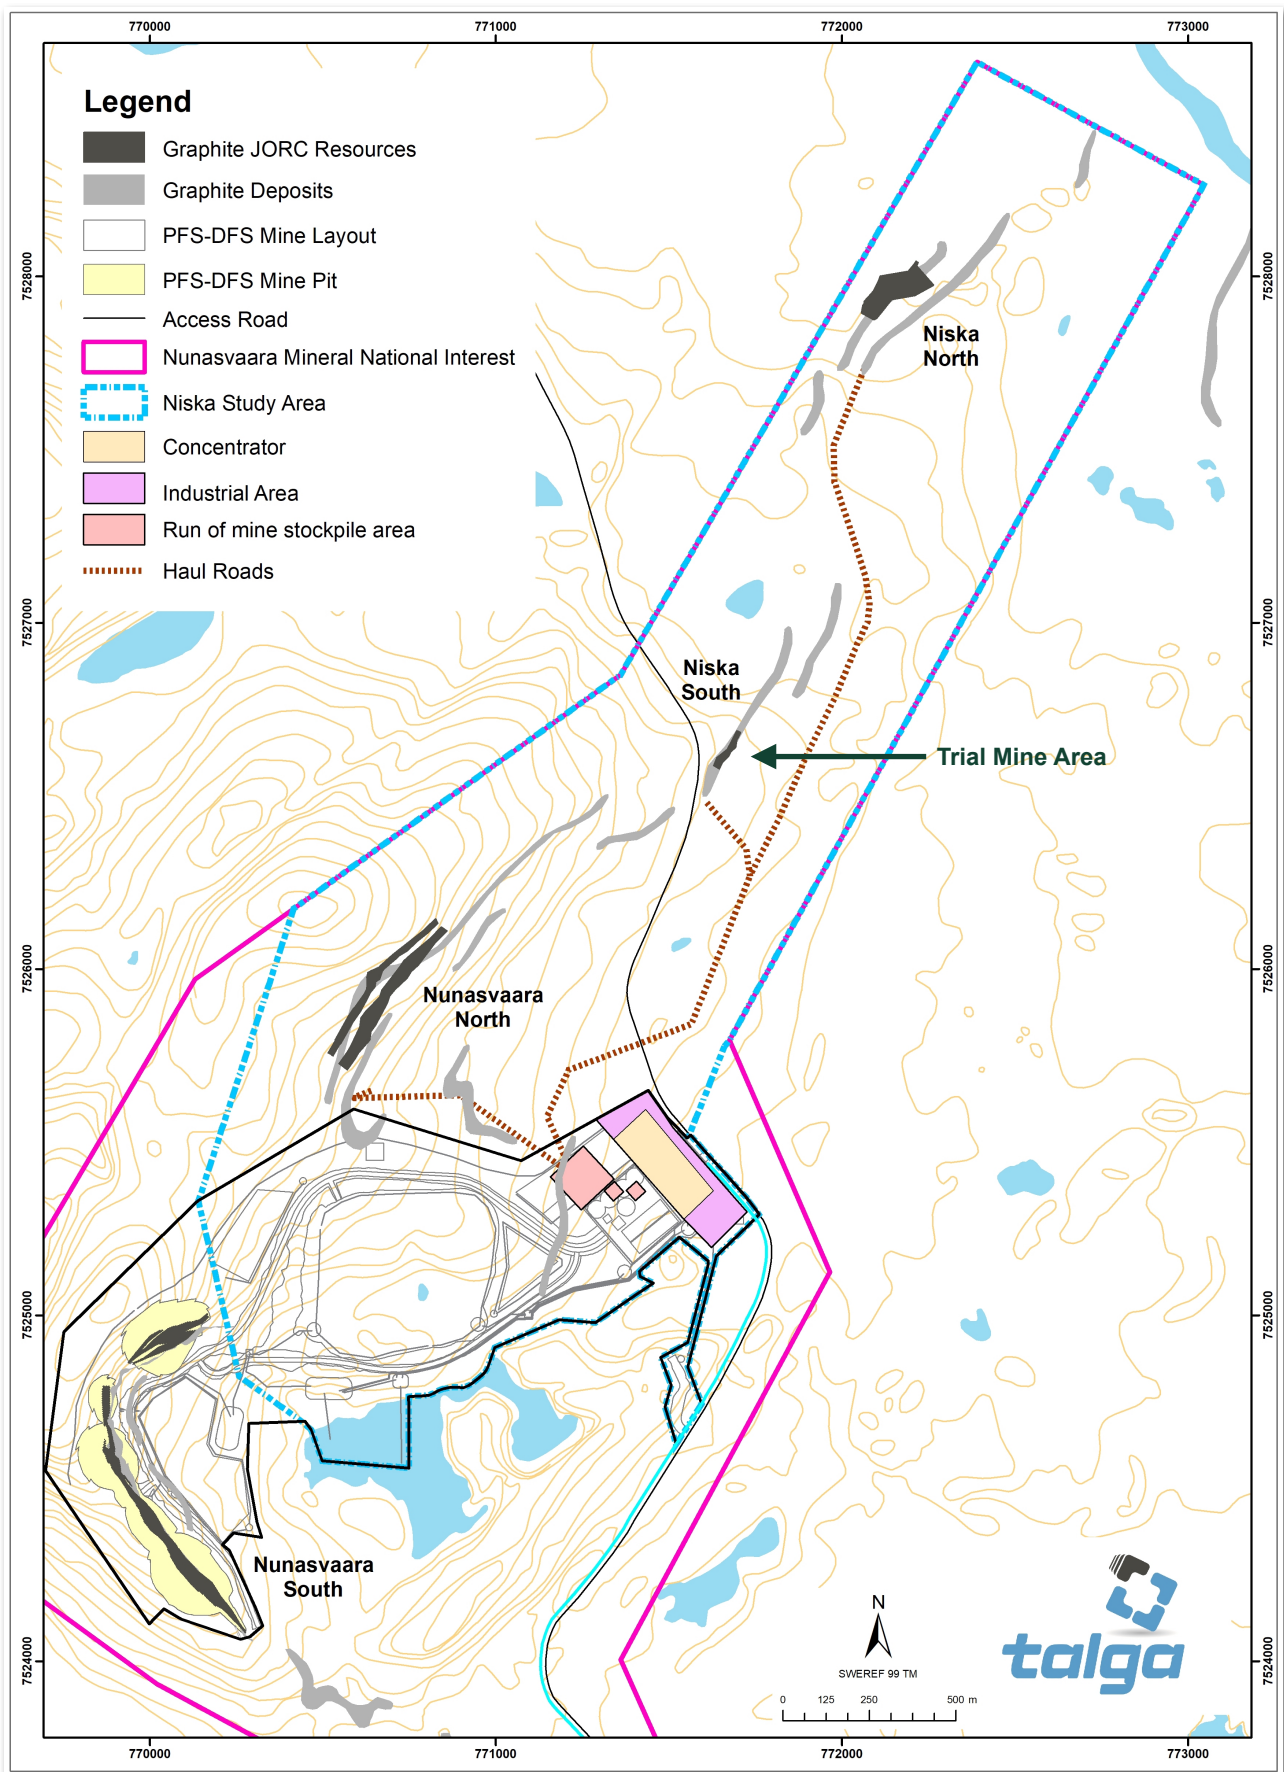 770000 771000 772000 773000
Legend
Graphite JORC Resources
Graphite Deposits
PFS-DFS Mine Layout
PFS-DFS Mine Pit
Access Road
Nunasvaara Mineral National Interest
Niska Study Area
Concentrator
Industrial Area
Run of mine stockpile area
Haul Roads
7528000
7528000
Niska
North
7527000
7527000
Niska
South
Trial Mine Area
7526000
7526000
Nunasvaara
North
7525000
7525000
Nunasvaara
South
N
SWEREF 99 TM
0 125 250 500 m
talga
7524000
7524000
770000 771000 772000 773000